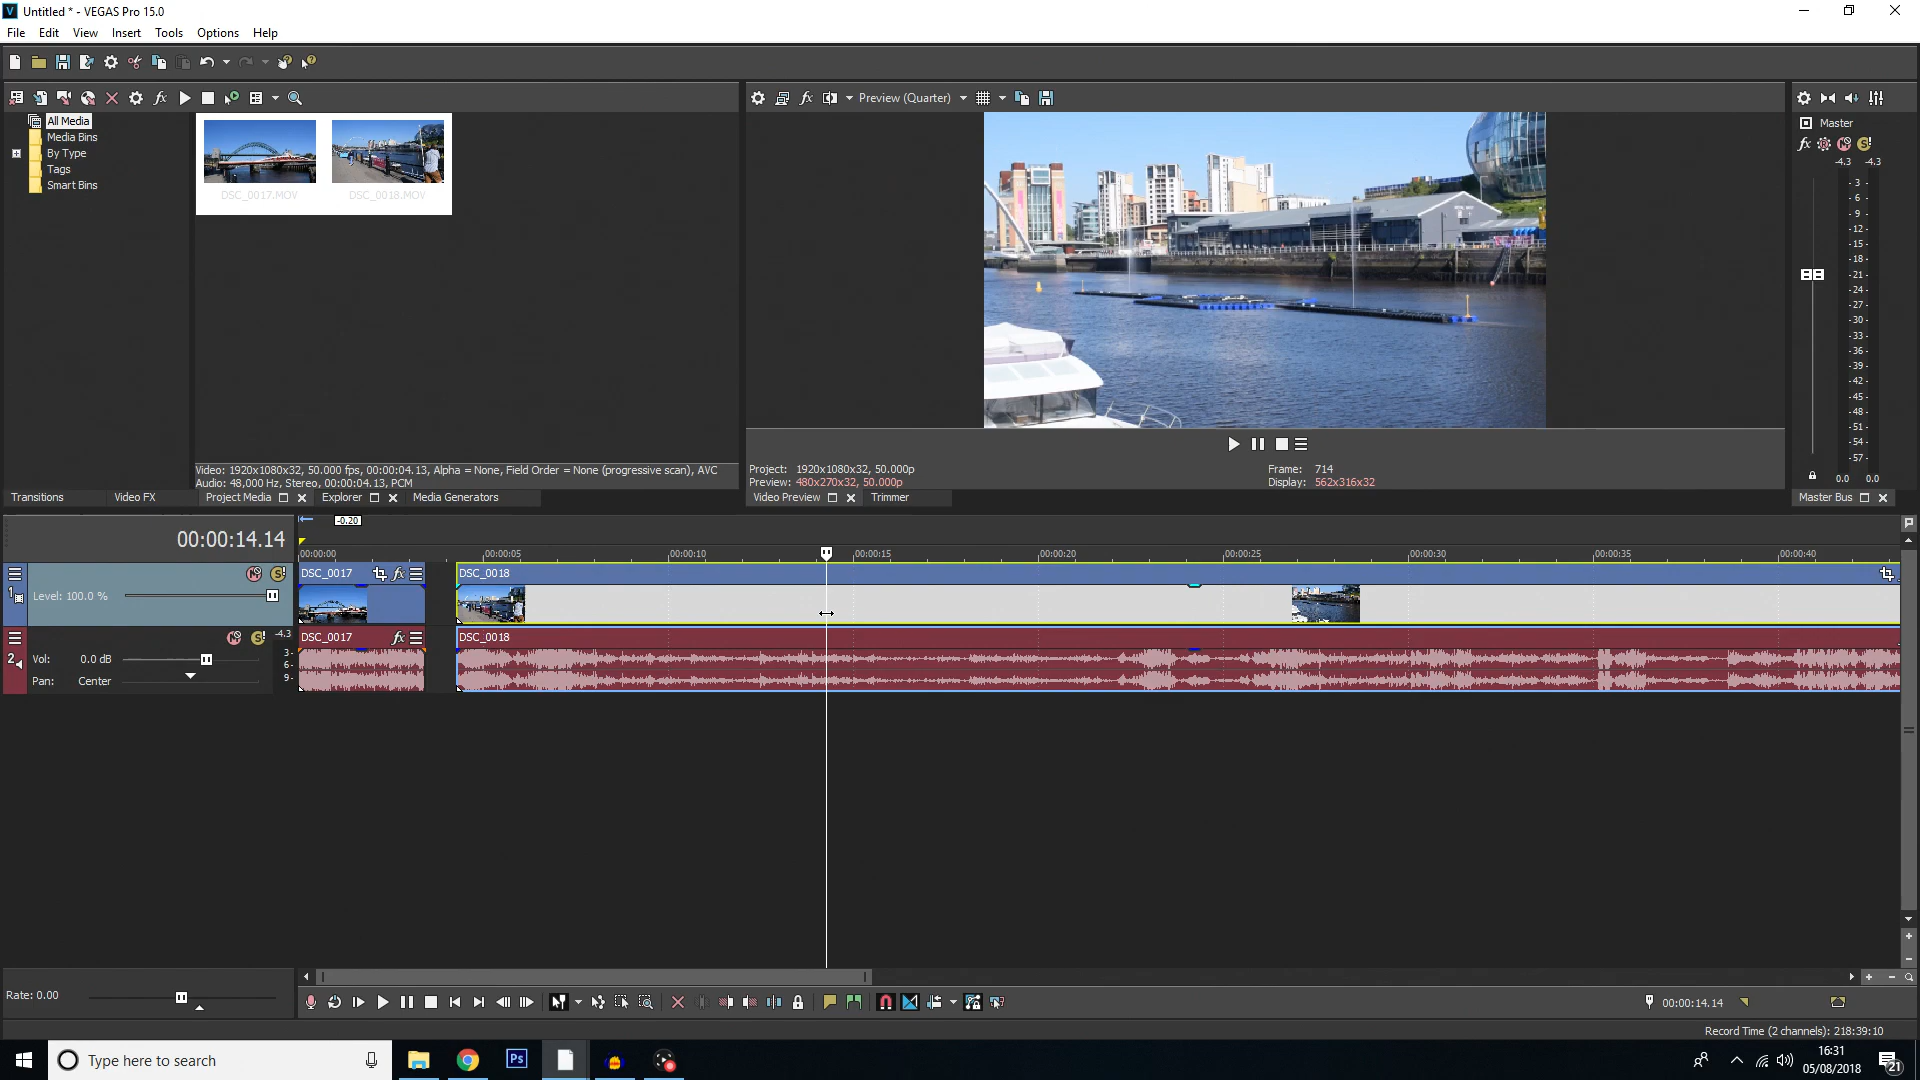 Untitled * - VEGAS Pro 15.0
File Edit View Insert Tools Options Help
Preview (Quarter)
All Media
Media Bins
By Type
Tags
Smart Bins
DSC_0017.MOV DSC_0018.MOV
Master
-4.3 -4.3
- 3 -
- 6 -
- 9 -
- 12 -
- 15 -
- 18 -
- 21 -
- 24 -
- 27 -
- 30 -
- 33 -
- 36 -
- 39 -
- 42 -
- 45 -
- 48 -
- 51 -
- 54 -
- 57 -
0.0 0.0
Video: 1920x1080x32, 50.000 fps, 00:00:04.13, Alpha = None, Field Order = None (progressive scan), AVC
Audio: 48,000 Hz, Stereo, 00:00:04.13, PCM
Project: 1920x1080x32, 50.000p
Preview: 480x270x32, 50.000p
Frame: 714
Display: 562x316x32
Transitions Video FX Project Media Explorer Media Generators
Video Preview Trimmer
Master Bus
-0.20
00:00:14.14
00:00:00 00:00:05 00:00:10 00:00:15 00:00:20 00:00:25 00:00:30 00:00:35 00:00:40
1
Level: 100.0 %
DSC_0017 fx DSC_0018
2
-4.3
3-
6-
9-
Vol: 0.0 dB
Pan: Center
DSC_0017 fx DSC_0018
Rate: 0.00
00:00:14.14
Record Time (2 channels): 218:39:10
Type here to search
Ps
16:31
05/08/2018
21